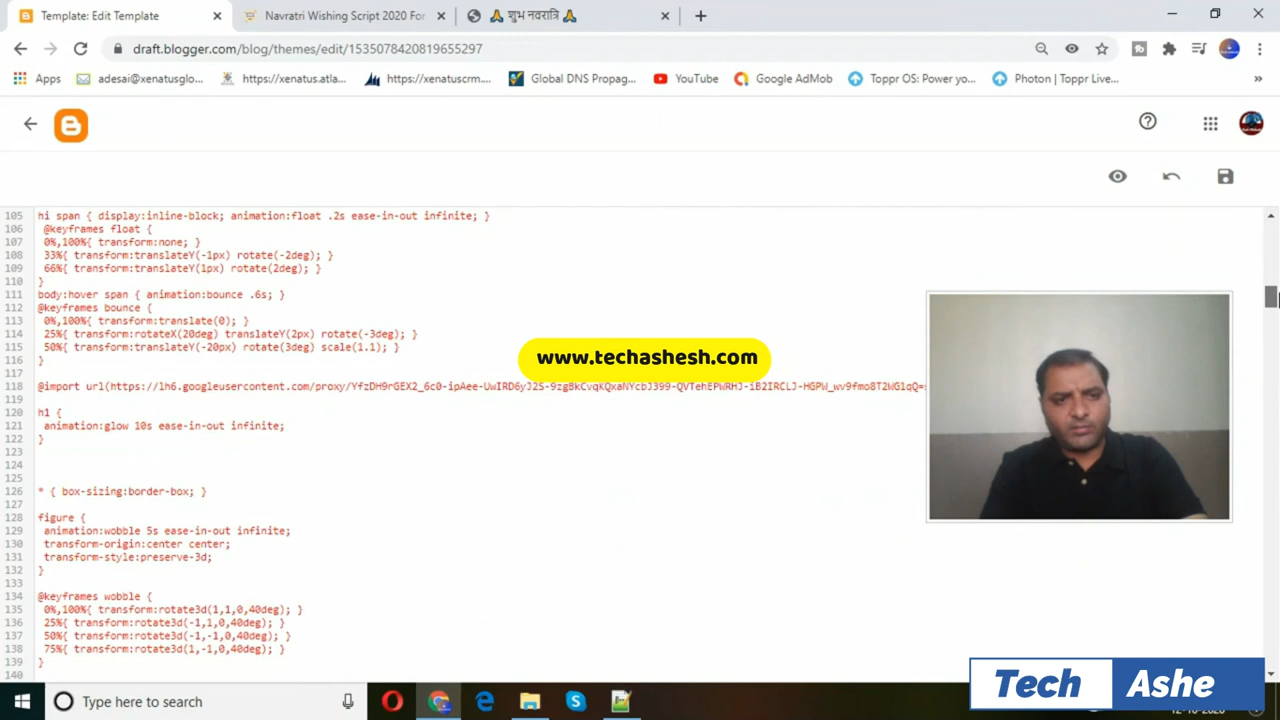 Template: Edit Template
Navratri Wishing Script 2020 For
🙏 शुभ नवरात्रि 🙏
draft.blogger.com/blog/themes/edit/1535078420819655297
Apps
adesai@xenatusglo...
https://xenatus.atla...
https://xenatuscrm....
Global DNS Propag...
YouTube
Google AdMob
Toppr OS: Power yo...
Photon | Toppr Live...
105 hi span { display:inline-block; animation:float .2s ease-in-out infinite; }
106 @keyframes float {
107 0%,100%{ transform:none; }
108 33%{ transform:translateY(-1px) rotate(-2deg); }
109 66%{ transform:translateY(1px) rotate(2deg); }
110 }
111 body:hover span { animation:bounce .6s; }
112 @keyframes bounce {
113 0%,100%{ transform:translate(0); }
114 25%{ transform:rotateX(20deg) translateY(2px) rotate(-3deg); }
115 50%{ transform:translateY(-20px) rotate(3deg) scale(1.1); }
116 }
117
www.techashesh.com
118 @import
119
120 h1 {
121 animation:glow 10s ease-in-out infinite;
122 }
123
124
125
126 * { box-sizing:border-box; }
127
128 figure {
129 animation:wobble 5s ease-in-out infinite;
130 transform-origin:center center;
131 transform-style:preserve-3d;
132 }
133
134 @keyframes wobble {
135 0%,100%{ transform:rotate3d(1,1,0,40deg); }
136 25%{ transform:rotate3d(-1,1,0,40deg); }
137 50%{ transform:rotate3d(-1,-1,0,40deg); }
138 75%{ transform:rotate3d(1,-1,0,40deg); }
139 }
140
Tech Ashe
Type here to search